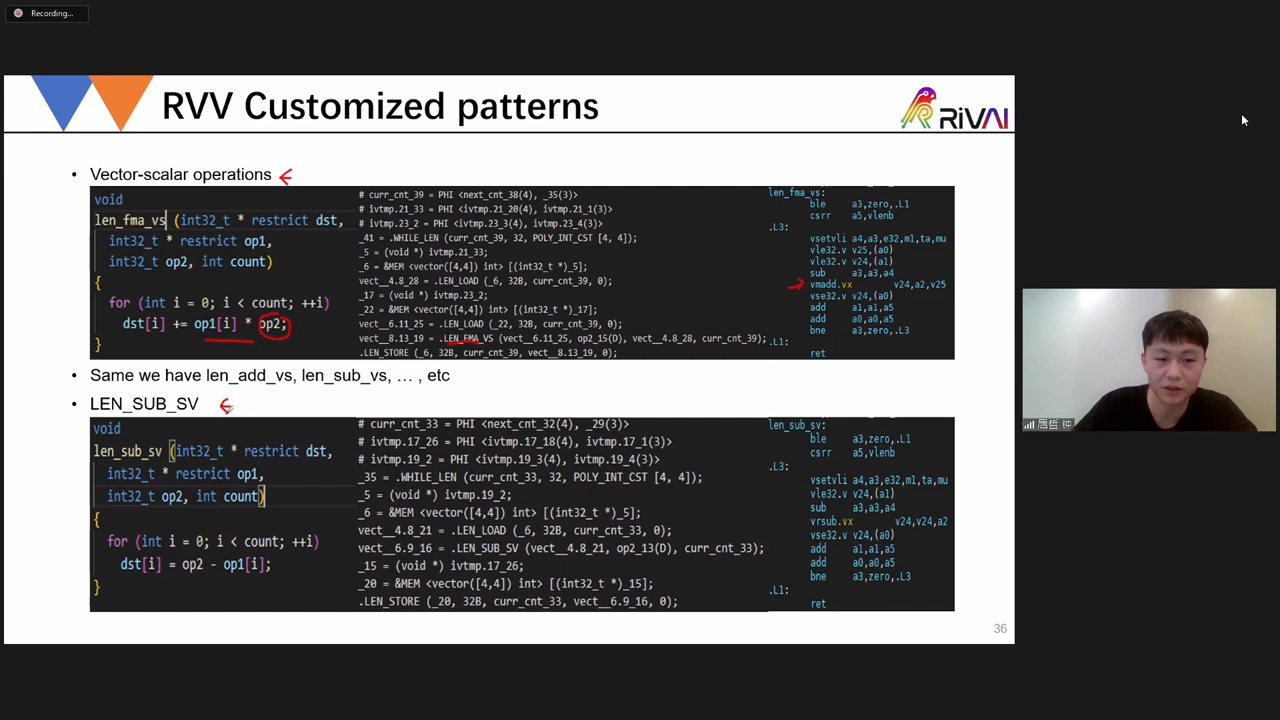 Recording...
RVV Customized patterns
RiVAI
• Vector-scalar operations
void
len_fma_vs (int32_t * restrict dst,
int32_t * restrict op1,
int32_t op2, int count)
{
for (int i = 0; i < count; ++i)
dst[i] += op1[i] * op2;
}
# curr_cnt_39 = PHI <next_cnt_38(4), _35(3)>
# ivtmp.21_33 = PHI <ivtmp.21_20(4), ivtmp.21_1(3)>
# ivtmp.23_2 = PHI <ivtmp.23_3(4), ivtmp.23_4(3)>
_41 = .WHILE_LEN (curr_cnt_39, 32, POLY_INT_CST [4, 4]);
_5 = (void *) ivtmp.21_33;
_6 = &MEM <vector([4,4]) int> [(int32_t *)_5];
vect__4.8_28 = .LEN_LOAD (_6, 32B, curr_cnt_39, 0);
_17 = (void *) ivtmp.23_2;
_22 = &MEM <vector([4,4]) int> [(int32_t *)_17];
vect__6.11_25 = .LEN_LOAD (_22, 32B, curr_cnt_39, 0);
vect__8.13_19 = .LEN_FMA_VS (vect__6.11_25, op2_15(D), vect__4.8_28, curr_cnt_39);
.LEN_STORE (_6, 32B, curr_cnt_39, vect__8.13_19, 0);
len_fma_vs:
ble a3,zero,.L1
csrr a5,vlenb
.L3:
vsetvli a4,a3,e32,m1,ta,mu
vle32.v v25,(a0)
vle32.v v24,(a1)
sub a3,a3,a4
vmadd.vx v24,a2,v25
vse32.v v24,(a0)
add a1,a1,a5
add a0,a0,a5
bne a3,zero,.L3
.L1:
ret
• Same we have len_add_vs, len_sub_vs, … , etc
• LEN_SUB_SV
void
len_sub_sv (int32_t * restrict dst,
int32_t * restrict op1,
int32_t op2, int count)
{
for (int i = 0; i < count; ++i)
dst[i] = op2 - op1[i];
}
# curr_cnt_33 = PHI <next_cnt_32(4), _29(3)>
# ivtmp.17_26 = PHI <ivtmp.17_18(4), ivtmp.17_1(3)>
# ivtmp.19_2 = PHI <ivtmp.19_3(4), ivtmp.19_4(3)>
_35 = .WHILE_LEN (curr_cnt_33, 32, POLY_INT_CST [4, 4]);
_5 = (void *) ivtmp.19_2;
_6 = &MEM <vector([4,4]) int> [(int32_t *)_5];
vect__4.8_21 = .LEN_LOAD (_6, 32B, curr_cnt_33, 0);
vect__6.9_16 = .LEN_SUB_SV (vect__4.8_21, op2_13(D), curr_cnt_33);
_15 = (void *) ivtmp.17_26;
_20 = &MEM <vector([4,4]) int> [(int32_t *)_15];
.LEN_STORE (_20, 32B, curr_cnt_33, vect__6.9_16, 0);
len_sub_sv:
ble a3,zero,.L1
csrr a5,vlenb
.L3:
vsetvli a4,a3,e32,m1,ta,mu
vle32.v v24,(a1)
sub a3,a3,a4
vrsub.vx v24,v24,a2
vse32.v v24,(a0)
add a1,a1,a5
add a0,a0,a5
bne a3,zero,.L3
.L1:
ret
36